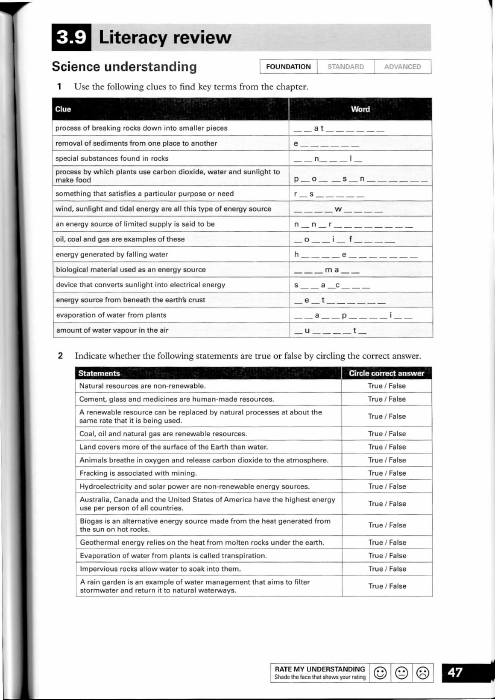 3.9 Literacy review
Science understanding
FOUNDATION STANDARD ADVANCED
1 Use the following clues to find key terms from the chapter.
Clue Word
process of breaking rocks down into smaller pieces _ _ a t _ _ _ _ _ _
removal of sediments from one place to another e _ _ _ _ _ _
special substances found in rocks _ _ n _ _ _ l _
process by which plants use carbon dioxide, water and sunlight to
make food p _ o _ _ s _ n _ _ _ _ _ _
something that satisfies a particular purpose or need r _ s _ _ _ _ _
wind, sunlight and tidal energy are all this type of energy source _ _ _ _ w _ _ _ _
an energy source of limited supply is said to be n _ n _ r _ _ _ _ _ _ _ _
oil, coal and gas are examples of these _ o _ _ i _ f _ _ _ _
energy generated by falling water h _ _ _ _ e _ _ _ _ _ _ _ _
biological material used as an energy source _ _ _ m a _ _
device that converts sunlight into electrical energy s _ _ a _ c _ _ _
energy source from beneath the earth's crust _ e _ t _ _ _ _ _ _
evaporation of water from plants _ _ a _ p _ _ _ _ i _ _
amount of water vapour in the air _ u _ _ _ _ t _
2 Indicate whether the following statements are true or false by circling the correct answer.
Statements Circle correct answer
Natural resources are non-renewable. True / False
Cement, glass and medicines are human-made resources. True / False
A renewable resource can be replaced by natural processes at about the
same rate that it is being used. True / False
Coal, oil and natural gas are renewable resources. True / False
Land covers more of the surface of the Earth than water. True / False
Animals breathe in oxygen and release carbon dioxide to the atmosphere. True / False
Fracking is associated with mining. True / False
Hydroelectricity and solar power are non-renewable energy sources. True / False
Australia, Canada and the United States of America have the highest energy
use per person of all countries. True / False
Biogas is an alternative energy source made from the heat generated from
the sun on hot rocks. True / False
Geothermal energy relies on the heat from molten rocks under the earth. True / False
Evaporation of water from plants is called transpiration. True / False
Impervious rocks allow water to soak into them. True / False
A rain garden is an example of water management that aims to filter
stormwater and return it to natural waterways. True / False
RATE MY UNDERSTANDING
Shade the face that shows your rating
47